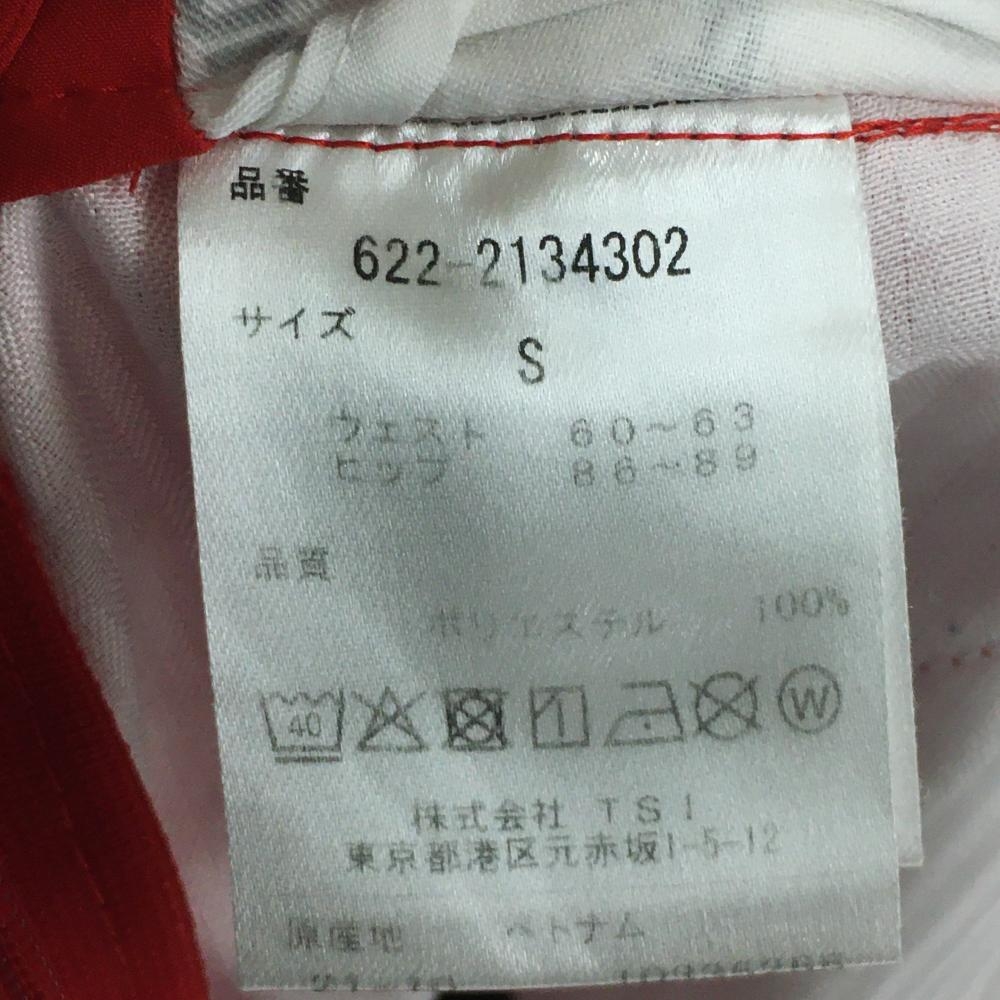 品番
622-2134302
サイズ
S
ウエスト 60〜63
ヒップ 86〜89
品質
ポリエステル 100%
40 W
株式会社 TSI
東京都港区元赤坂1-5-12
原産地 ベトナム